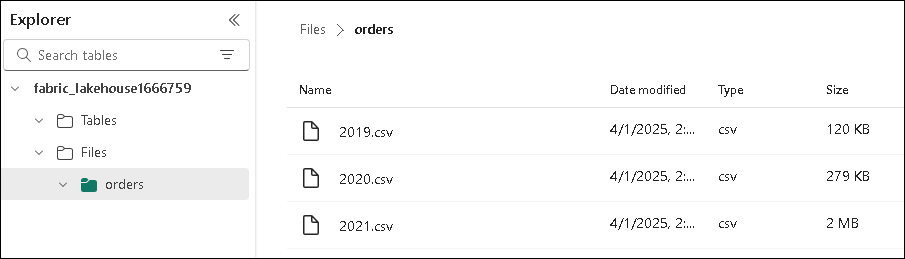 Explorer
Search tables
fabric_lakehouse1666759
Tables
Files
orders
Files > orders
Name Date modified Type Size
2019.csv 4/1/2025, 2:... csv 120 KB
2020.csv 4/1/2025, 2:... csv 279 KB
2021.csv 4/1/2025, 2:... csv 2 MB